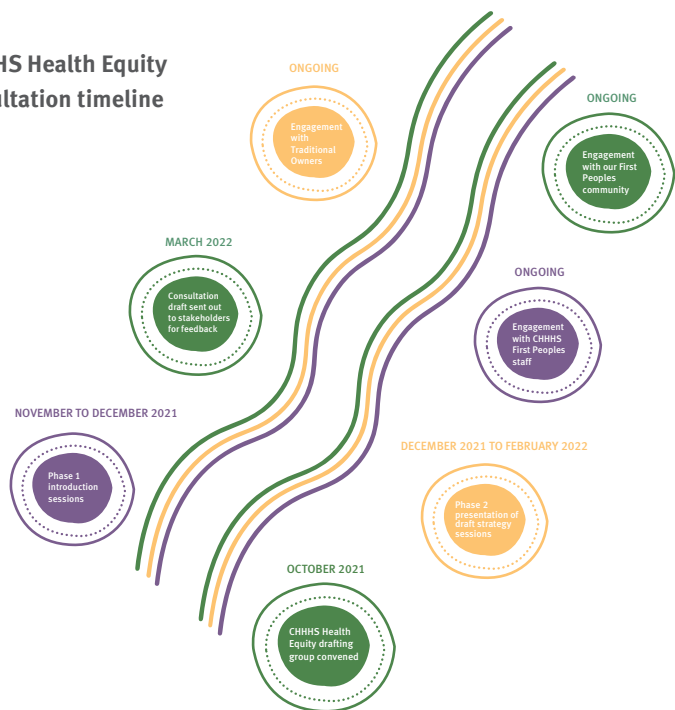 HS Health Equity
ultation timeline
ONGOING
Engagement
with
Traditional
Owners
ONGOING
Engagement
with our First
Peoples
community
MARCH 2022
Consultation
draft sent out
to stakeholders
for feedback
ONGOING
Engagement
with CHHHS
First Peoples
staff
NOVEMBER TO DECEMBER 2021
Phase 1
introduction
sessions
DECEMBER 2021 TO FEBRUARY 2022
Phase 2
presentation of
draft strategy
sessions
OCTOBER 2021
CHHHS Health
Equity drafting
group convened